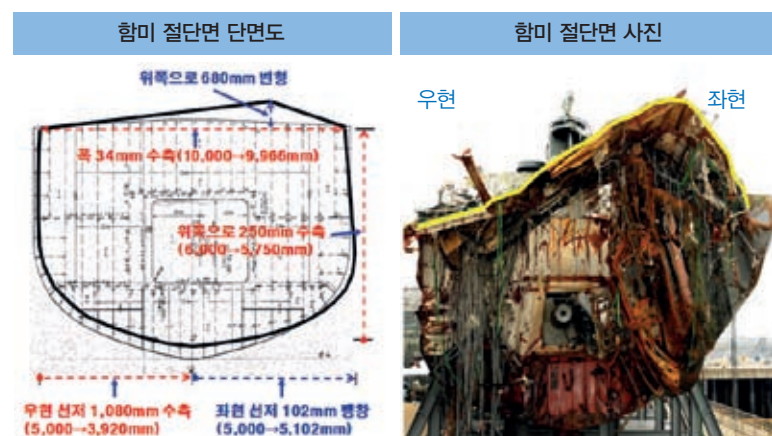 함미 절단면 단면도
함미 절단면 사진
위쪽으로 680mm 변형
폭 34mm 수축(10,000→9,966mm)
위쪽으로 250mm 수축
(6,000→5,750mm)
우현 선저 1,080mm 수축
(5,000→3,920mm)
좌현 선저 102mm 팽창
(5,000→5,102mm)
우현
좌현